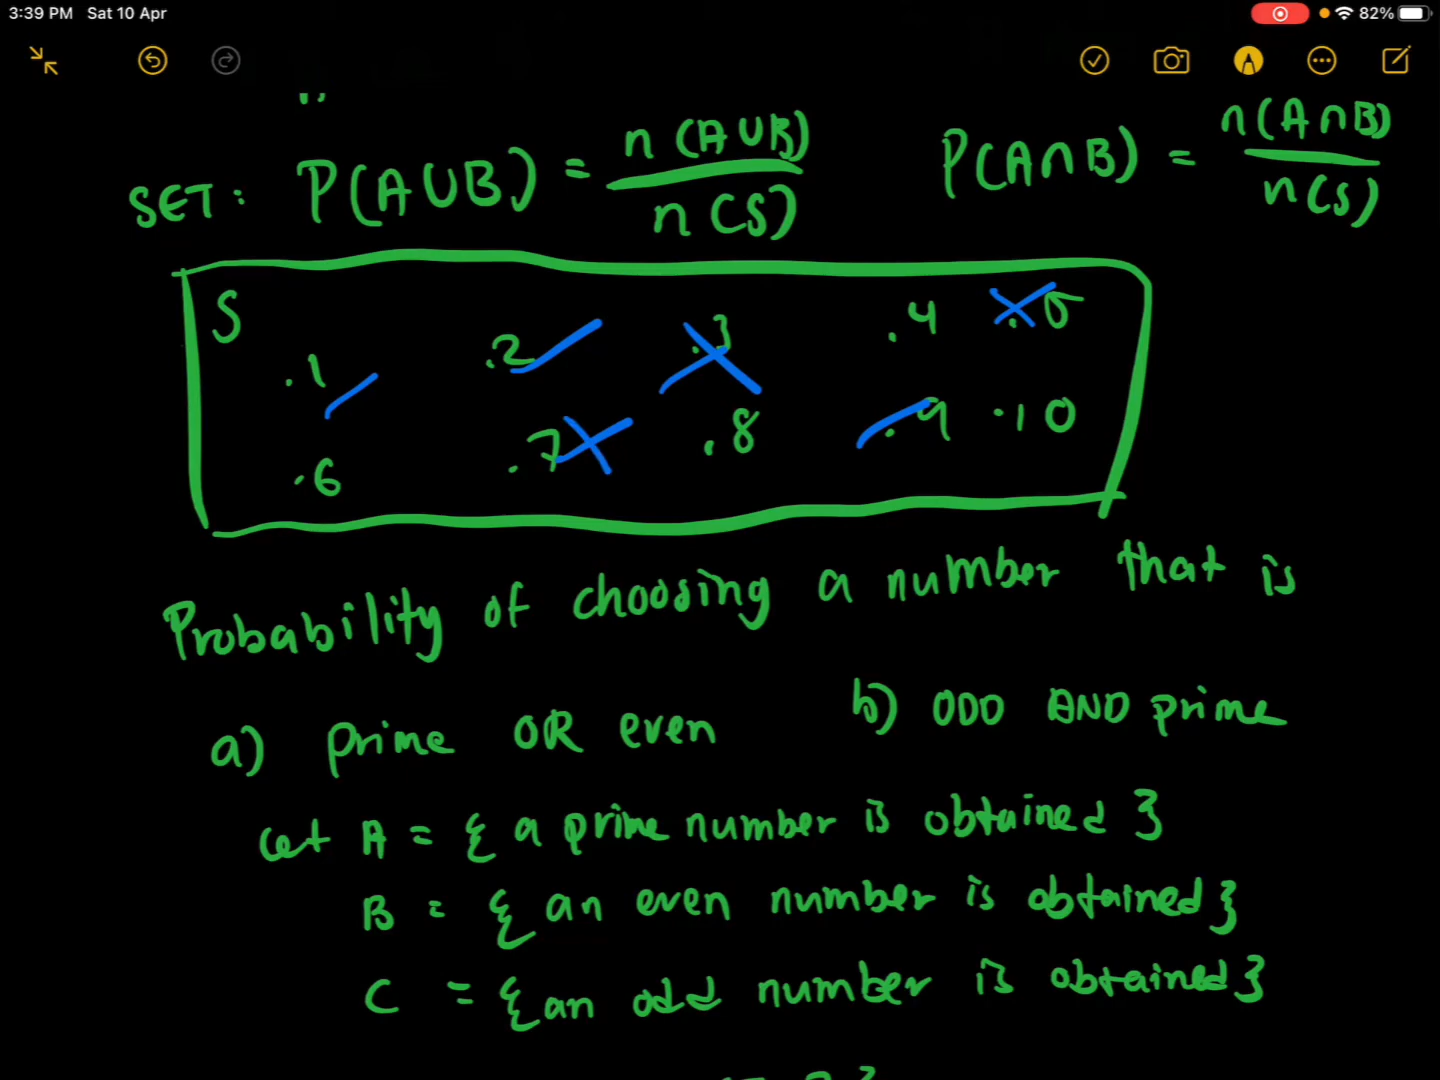 3:39 PM Sat 10 Apr 82%
SET: P(A∪B) = n(A∪B) / n(S) P(A∩B) = n(A∩B) / n(S)
S
.1 .2 .3 .4 .5
.6 .7 .8 .9 .10
Probability of choosing a number that is
a) prime OR even b) ODD AND prime
let A = { a prime number is obtained }
B = { an even number is obtained }
C = { an odd number is obtained }